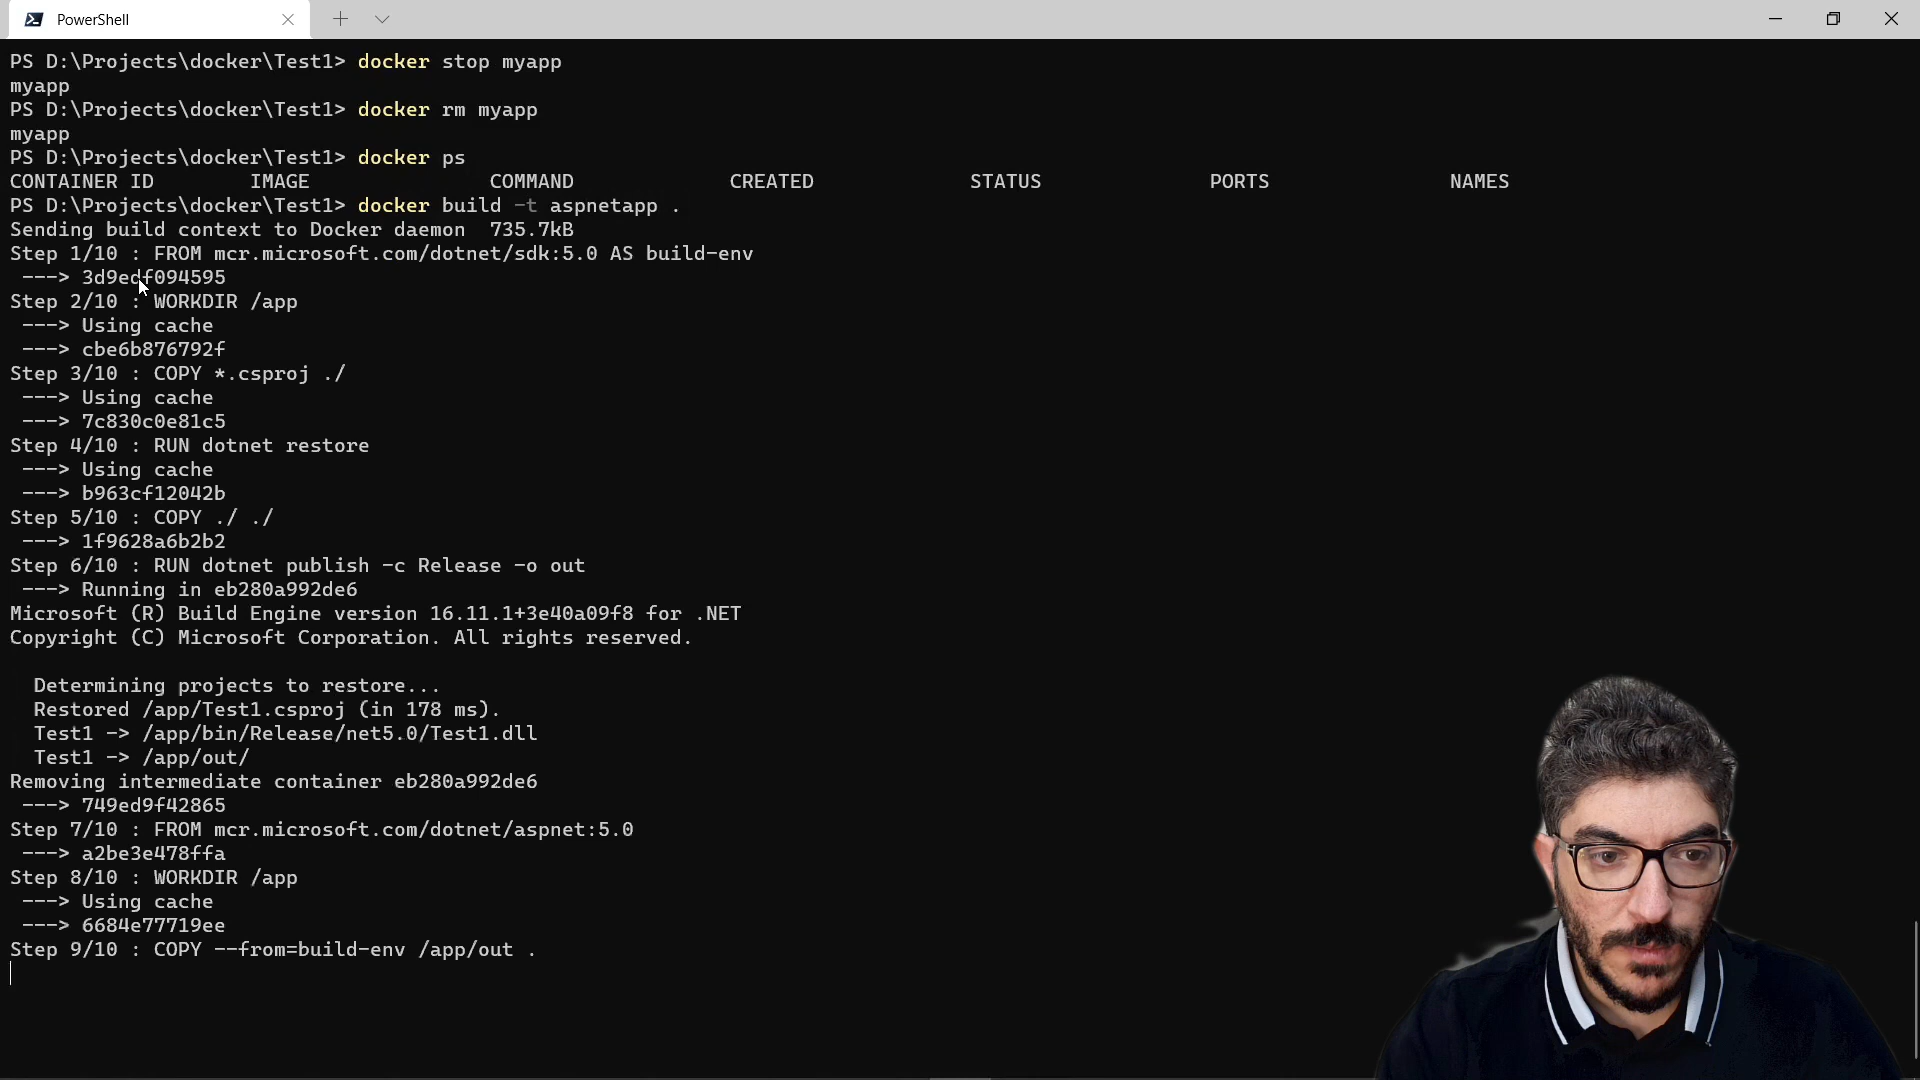 PowerShell
PS D:\Projects\docker\Test1> docker stop myapp
myapp
PS D:\Projects\docker\Test1> docker rm myapp
myapp
PS D:\Projects\docker\Test1> docker ps
CONTAINER ID IMAGE COMMAND CREATED STATUS PORTS NAMES
PS D:\Projects\docker\Test1> docker build -t aspnetapp .
Sending build context to Docker daemon 735.7kB
Step 1/10 : FROM mcr.microsoft.com/dotnet/sdk:5.0 AS build-env
---> 3d9edf094595
Step 2/10 : WORKDIR /app
---> Using cache
---> cbe6b876792f
Step 3/10 : COPY *.csproj ./
---> Using cache
---> 7c830c0e81c5
Step 4/10 : RUN dotnet restore
---> Using cache
---> b963cf12042b
Step 5/10 : COPY ./ ./
---> 1f9628a6b2b2
Step 6/10 : RUN dotnet publish -c Release -o out
---> Running in eb280a992de6
Microsoft (R) Build Engine version 16.11.1+3e40a09f8 for .NET
Copyright (C) Microsoft Corporation. All rights reserved.
Determining projects to restore...
Restored /app/Test1.csproj (in 178 ms).
Test1 -> /app/bin/Release/net5.0/Test1.dll
Test1 -> /app/out/
Removing intermediate container eb280a992de6
---> 749ed9f42865
Step 7/10 : FROM mcr.microsoft.com/dotnet/aspnet:5.0
---> a2be3e478ffa
Step 8/10 : WORKDIR /app
---> Using cache
---> 6684e77719ee
Step 9/10 : COPY --from=build-env /app/out .